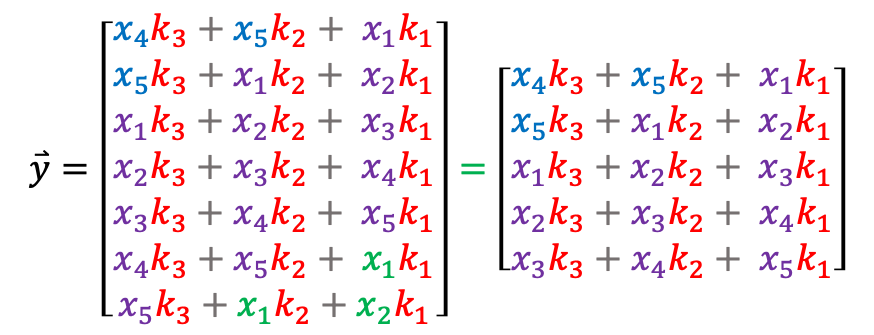 x₄k₃ + x₅k₂ + x₁k₁
x₅k₃ + x₁k₂ + x₂k₁
x₁k₃ + x₂k₂ + x₃k₁
y⃗ = x₂k₃ + x₃k₂ + x₄k₁
x₃k₃ + x₄k₂ + x₅k₁
x₄k₃ + x₅k₂ + x₁k₁
x₅k₃ + x₁k₂ + x₂k₁
=
x₄k₃ + x₅k₂ + x₁k₁
x₅k₃ + x₁k₂ + x₂k₁
x₁k₃ + x₂k₂ + x₃k₁
x₂k₃ + x₃k₂ + x₄k₁
x₃k₃ + x₄k₂ + x₅k₁